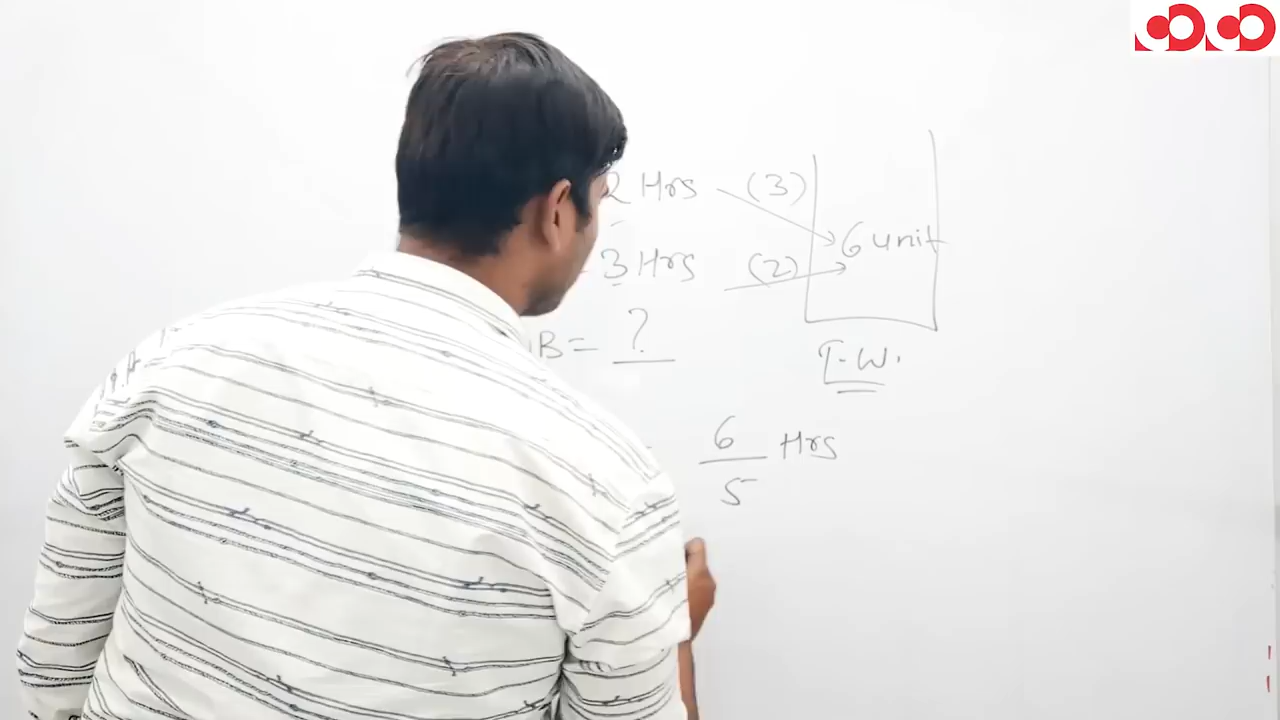 2 Hrs (3)
3 Hrs (2)
6 unit
B = ?
T.W.
6
5
Hrs